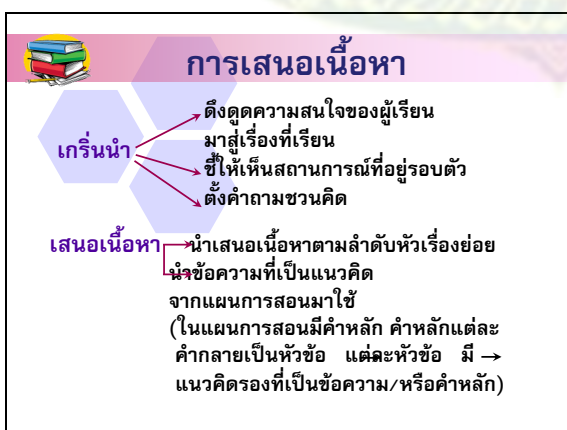 การเสนอเนื้อหา
เกริ่นนำ
ดึงดูดความสนใจของผู้เรียน
มาสู่เรื่องที่เรียน
ชี้ให้เห็นสถานการณ์ที่อยู่รอบตัว
ตั้งคำถามชวนคิด
เสนอเนื้อหา นำเสนอเนื้อหาตามลำดับหัวเรื่องย่อย
นำข้อความที่เป็นแนวคิด
จากแผนการสอนมาใช้
(ในแผนการสอนมีคำหลัก คำหลักแต่ละ
คำกลายเป็นหัวข้อ แต่ละหัวข้อ มี →
แนวคิดรองที่เป็นข้อความ/หรือคำหลัก)